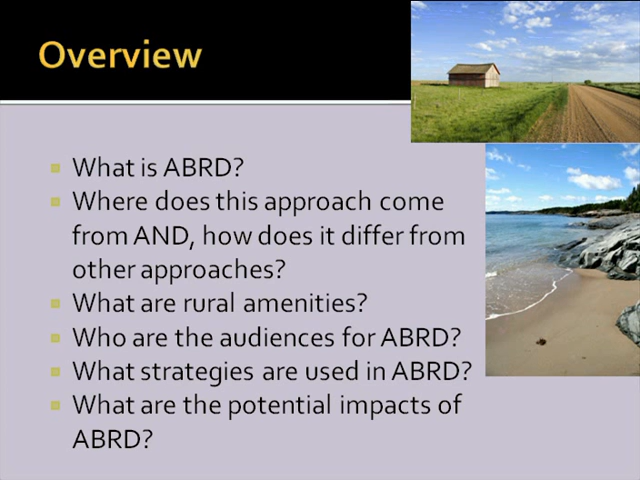 Overview
What is ABRD?
Where does this approach come
from AND, how does it differ from
other approaches?
What are rural amenities?
Who are the audiences for ABRD?
What strategies are used in ABRD?
What are the potential impacts of
ABRD?